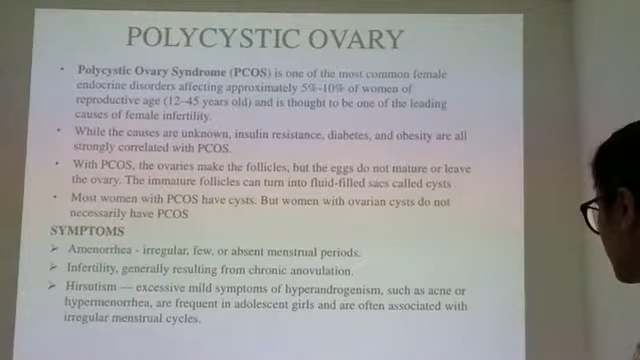 POLYCYSTIC OVARY
• Polycystic Ovary Syndrome (PCOS) is one of the most common female
endocrine disorders affecting approximately 5%-10% of women of
reproductive age (12–45 years old) and is thought to be one of the leading
causes of female infertility.
• While the causes are unknown, insulin resistance, diabetes, and obesity are all
strongly correlated with PCOS.
• With PCOS, the ovaries make the follicles, but the eggs do not mature or leave
the ovary. The immature follicles can turn into fluid-filled sacs called cysts
• Most women with PCOS have cysts. But women with ovarian cysts do not
necessarily have PCOS
SYMPTOMS
➢ Amenorrhea - irregular, few, or absent menstrual periods.
➢ Infertility, generally resulting from chronic anovulation.
➢ Hirsutism — excessive mild symptoms of hyperandrogenism, such as acne or
hypermenorrhea, are frequent in adolescent girls and are often associated with
irregular menstrual cycles.